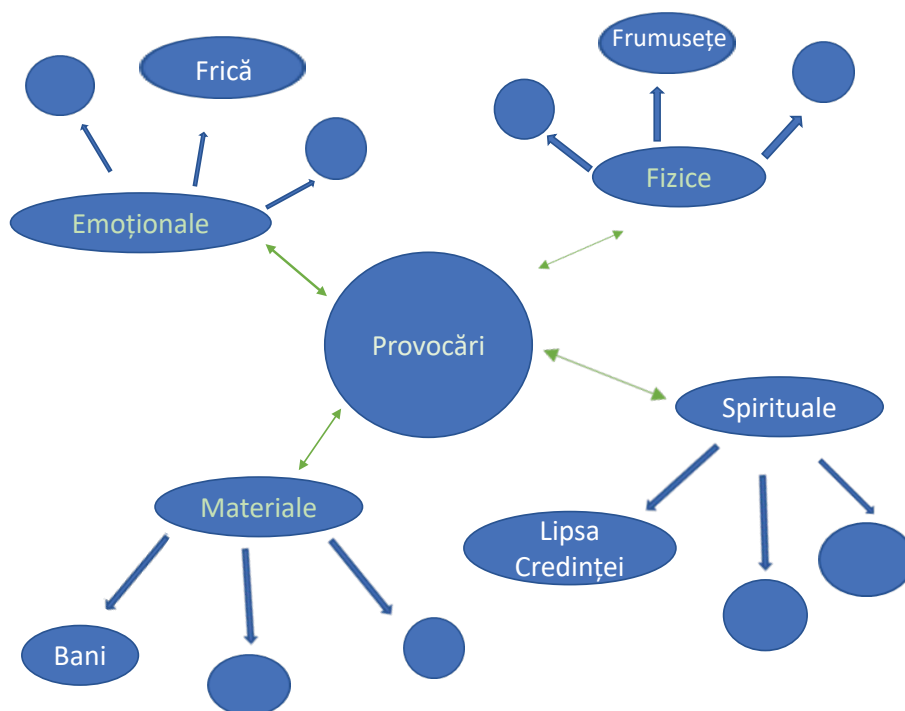 Frumusețe
Frică
Fizice
Emoționale
Provocări
Spirituale
Materiale
Lipsa
Credinței
Bani